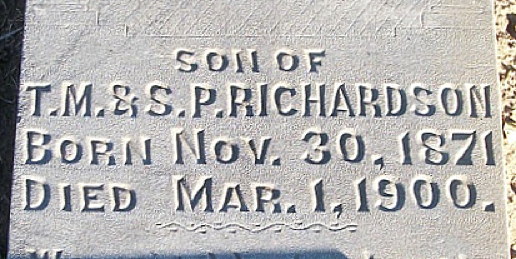 SON OF
T.M. & S.P. RICHARDSON
BORN NOV. 30, 1871
DIED MAR. 1, 1900.